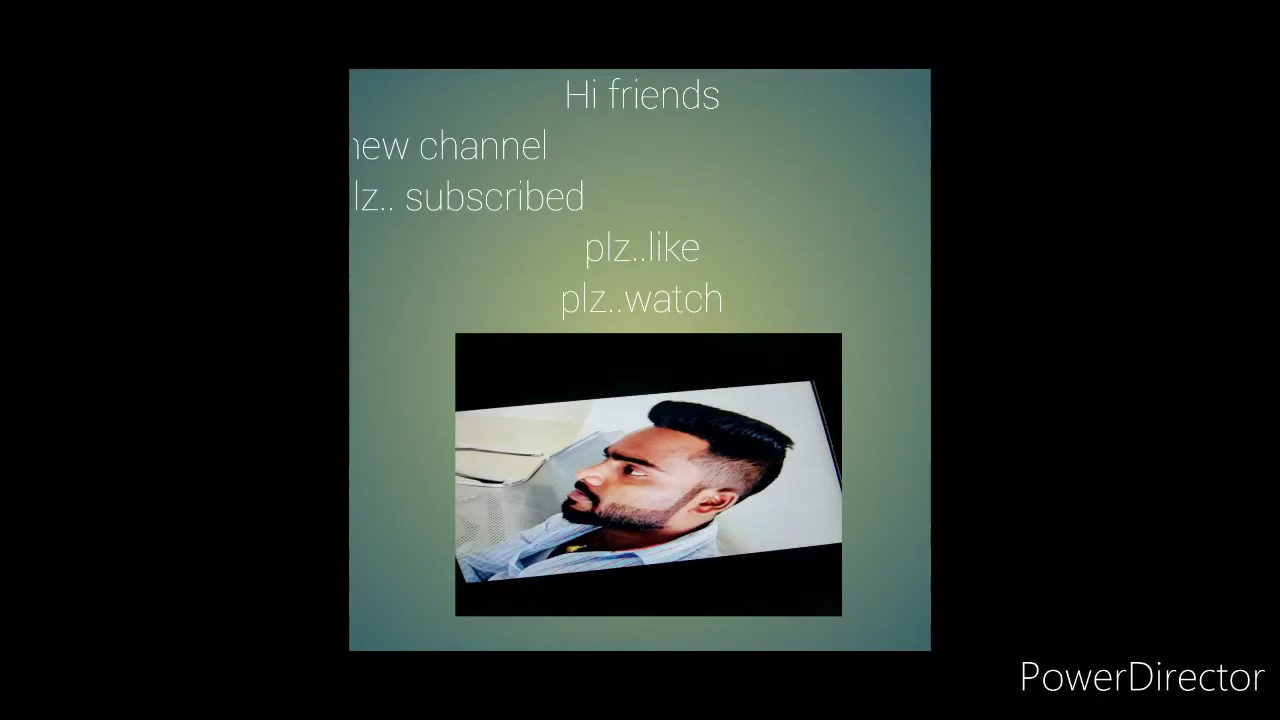 Hi friends
new channel
lz.. subscribed
plz..like
plz..watch
PowerDirector